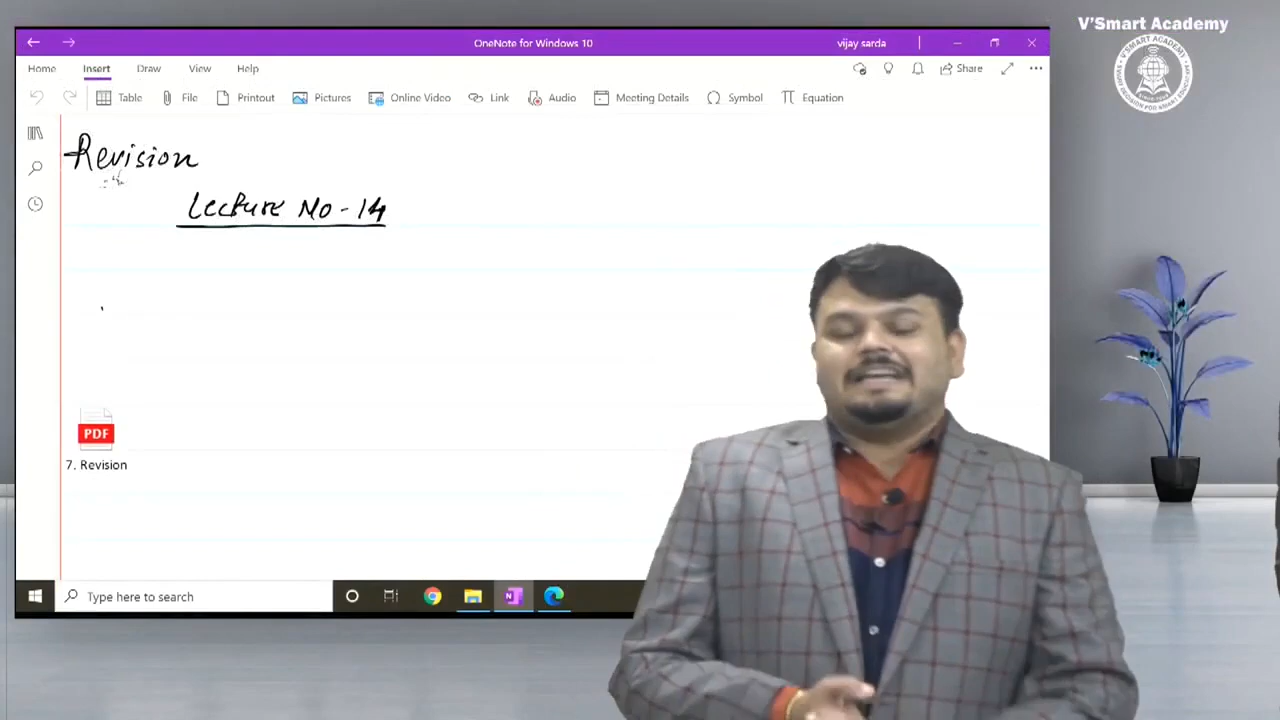 V'Smart Academy
OneNote for Windows 10
vijay sarda
Home Insert Draw View Help
Share
Table File Printout Pictures Online Video Link Audio Meeting Details Symbol Equation
Revision
Lecture No - 14
PDF
7. Revision
Type here to search